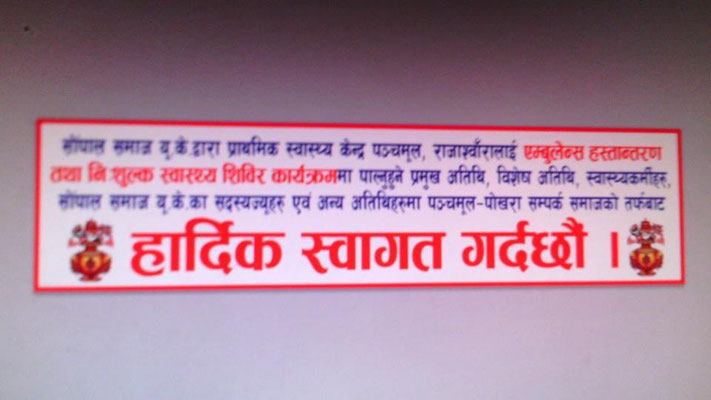 सोंपाल समाज यू.के.द्वारा प्राथमिक स्वास्थ्य केन्द्र पञ्चमूल, राजास्वाँरालाई एम्बुलेन्स हस्तान्तरण
तथा नि शुल्क स्वास्थ्य शिविर कार्यक्रममा पाल्नुहुने प्रमुख अतिथि, विशेष अतिथि, स्वास्थ्यकर्मीहरु,
सोंपाल समाज यू.के.का सदस्यज्यूहरु एवं अन्य अतिथिहरुमा पञ्चमूल-पोखरा सम्पर्क समाजको तर्फबाट
हार्दिक स्वागत गर्दछौं ।